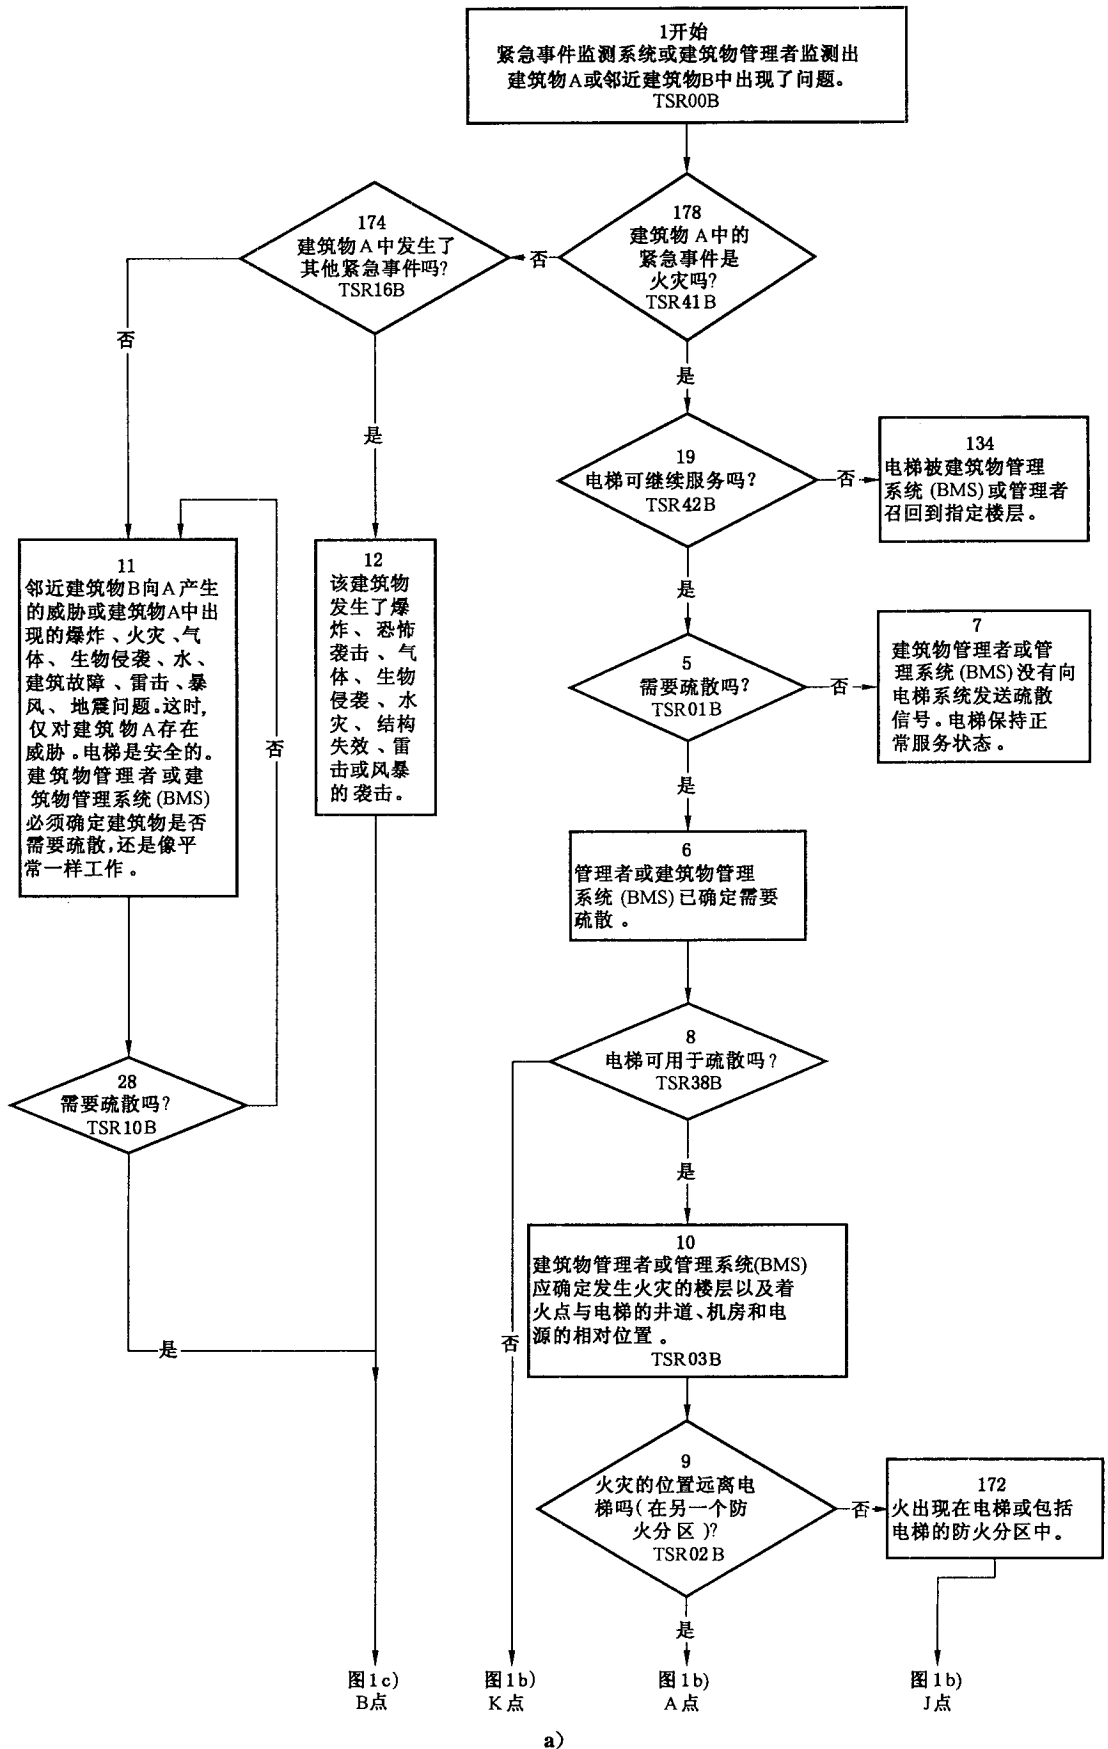 1开始
紧急事件监测系统或建筑物管理者监测出
建筑物A或邻近建筑物B中出现了问题。
TSR00B
178
建筑物 A中的
紧急事件是
火灾吗?
TSR41B
否
174
建筑物A中发生了
其他紧急事件吗?
TSR16B
否
是
是
19
电梯可继续服务吗?
TSR42B
否
134
电梯被建筑物管理
系统 (BMS)或管理者
召回到指定楼层。
是
11
邻近建筑物B向A产生
的威胁或建筑物A中出
现的爆炸、火灾、气
体、生物侵袭、水、
建筑故障、雷击、暴
风、地震问题。这时,
仅对建筑物A存在
威胁。电梯是安全的。
建筑物管理者或建
筑物管理系统(BMS)
必须确定建筑物是否
需要疏散,还是像平
常一样工作。
否
12
该建筑物
发生了爆
炸、恐怖
袭击、气
体、生物
侵袭、水
灾、结构
失效、雷
击或风暴
的袭击。
5
需要疏散吗?
TSR01B
否
7
建筑物管理者或管
理系统(BMS)没有向
电梯系统发送疏散
信号。电梯保持正
常服务状态。
是
6
管理者或建筑物管理
系统 (BMS)已确定需要
疏散。
8
电梯可用于疏散吗?
TSR38B
28
需要疏散吗?
TSR10B
是
10
建筑物管理者或管理系统(BMS)
应确定发生火灾的楼层以及着
火点与电梯的井道、机房和电
源的相对位置。
TSR03B
否
是
9
火灾的位置远离电
梯吗(在另一个防
火分区)?
TSR02B
否
172
火出现在电梯或包括
电梯的防火分区中。
是
图1c)
B点
图1b)
K点
图1b)
A点
图1b)
J点
a)